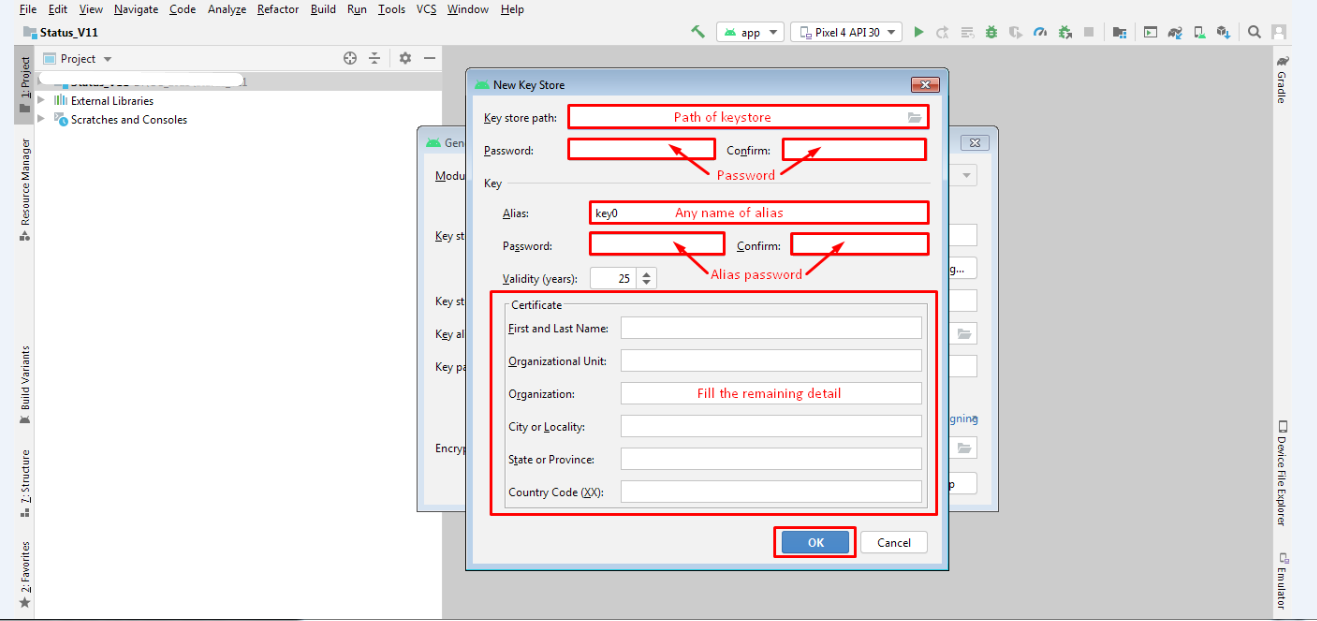 File Edit View Navigate Code Analyze Refactor Build Run Tools VCS Window Help
Status_V11
app
Pixel 4 API 30
Project
1: Project
External Libraries
Scratches and Consoles
Resource Manager
Build Variants
7: Structure
2: Favorites
Gradle
Device File Explorer
Emulator
Gen
Modu
Key st
Key st
Key al
Key pa
Encryp
g...
gning
p
New Key Store
Key store path: Path of keystore
Password: Confirm:
Password
Key
Alias: key0 Any name of alias
Password: Confirm:
Alias password
Validity (years): 25
Certificate
First and Last Name:
Organizational Unit:
Organization: Fill the remaining detail
City or Locality:
State or Province:
Country Code (XX):
OK Cancel